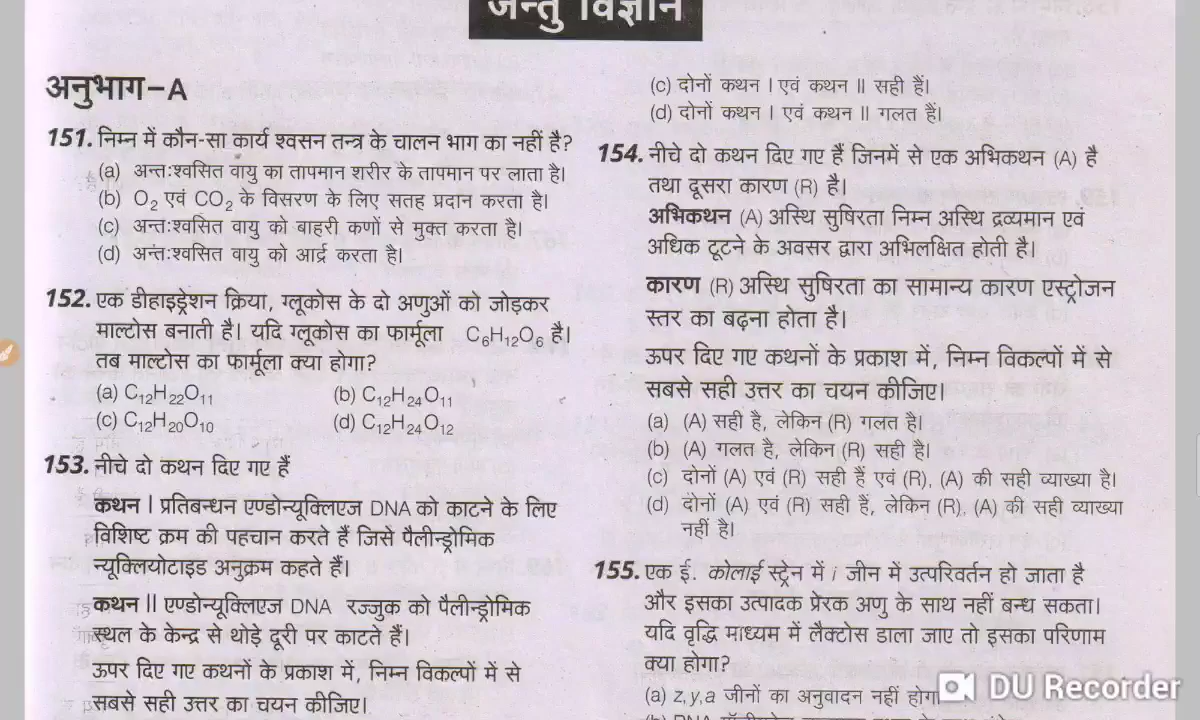 जन्तु विज्ञान
अनुभाग–A
151. निम्न में कौन-सा कार्य श्वसन तन्त्र के चालन भाग का नहीं है?
(a) अन्तःश्वसित वायु का तापमान शरीर के तापमान पर लाता है।
(b) O₂ एवं CO₂ के विसरण के लिए सतह प्रदान करता है।
(c) अन्तःश्वसित वायु को बाहरी कणों से मुक्त करता है।
(d) अन्तःश्वसित वायु को आर्द्र करता है।
152. एक डीहाइड्रेशन क्रिया, ग्लूकोस के दो अणुओं को जोड़कर
माल्टोस बनाती है। यदि ग्लूकोस का फार्मूला C₆H₁₂O₆ है।
तब माल्टोस का फार्मूला क्या होगा?
(a) C₁₂H₂₂O₁₁ (b) C₁₂H₂₄O₁₁
(c) C₁₂H₂₀O₁₀ (d) C₁₂H₂₄O₁₂
153. नीचे दो कथन दिए गए हैं
कथन I प्रतिबन्धन एण्डोन्यूक्लिएज DNA को काटने के लिए
विशिष्ट क्रम की पहचान करते हैं जिसे पैलीन्ड्रोमिक
न्यूक्लियोटाइड अनुक्रम कहते हैं।
कथन II एण्डोन्यूक्लिएज DNA रज्जुक को पैलीन्ड्रोमिक
स्थल के केन्द्र से थोड़े दूरी पर काटते हैं।
ऊपर दिए गए कथनों के प्रकाश में, निम्न विकल्पों में से
सबसे सही उत्तर का चयन कीजिए।
(c) दोनों कथन I एवं कथन II सही हैं।
(d) दोनों कथन I एवं कथन II गलत हैं।
154. नीचे दो कथन दिए गए हैं जिनमें से एक अभिकथन (A) है
तथा दूसरा कारण (R) है।
अभिकथन (A) अस्थि सुषिरता निम्न अस्थि द्रव्यमान एवं
अधिक टूटने के अवसर द्वारा अभिलक्षित होती है।
कारण (R) अस्थि सुषिरता का सामान्य कारण एस्ट्रोजन
स्तर का बढ़ना होता है।
ऊपर दिए गए कथनों के प्रकाश में, निम्न विकल्पों में से
सबसे सही उत्तर का चयन कीजिए।
(a) (A) सही है, लेकिन (R) गलत है।
(b) (A) गलत है, लेकिन (R) सही है।
(c) दोनों (A) एवं (R) सही हैं एवं (R), (A) की सही व्याख्या है।
(d) दोनों (A) एवं (R) सही हैं, लेकिन (R), (A) की सही व्याख्या
नहीं है।
155. एक ई. कोलाई स्ट्रेन में i जीन में उत्परिवर्तन हो जाता है
और इसका उत्पादक प्रेरक अणु के साथ नहीं बन्ध सकता।
यदि वृद्धि माध्यम में लैक्टोस डाला जाए तो इसका परिणाम
क्या होगा?
(a) z, y, a जीनों का अनुवादन नहीं होगा
DU Recorder